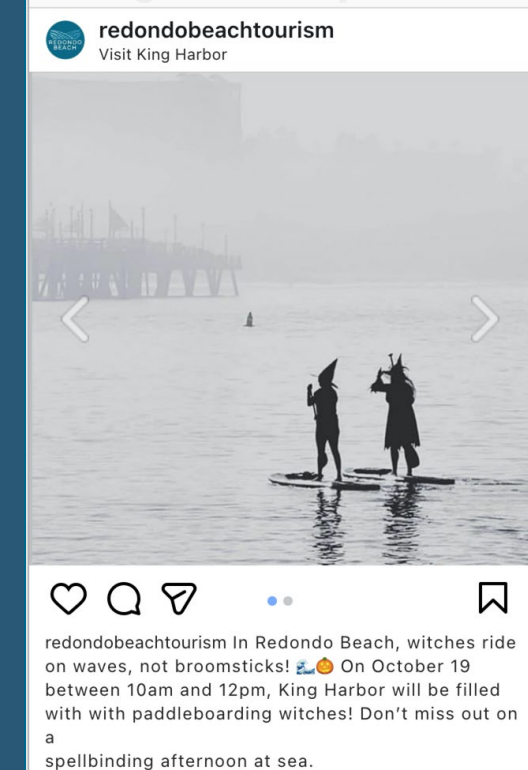 REDONDO
BEACH
redondobeachtourism
Visit King Harbor
redondobeachtourism In Redondo Beach, witches ride
on waves, not broomsticks! 🌊🎃 On October 19
between 10am and 12pm, King Harbor will be filled
with with paddleboarding witches! Don’t miss out on
a
spellbinding afternoon at sea.